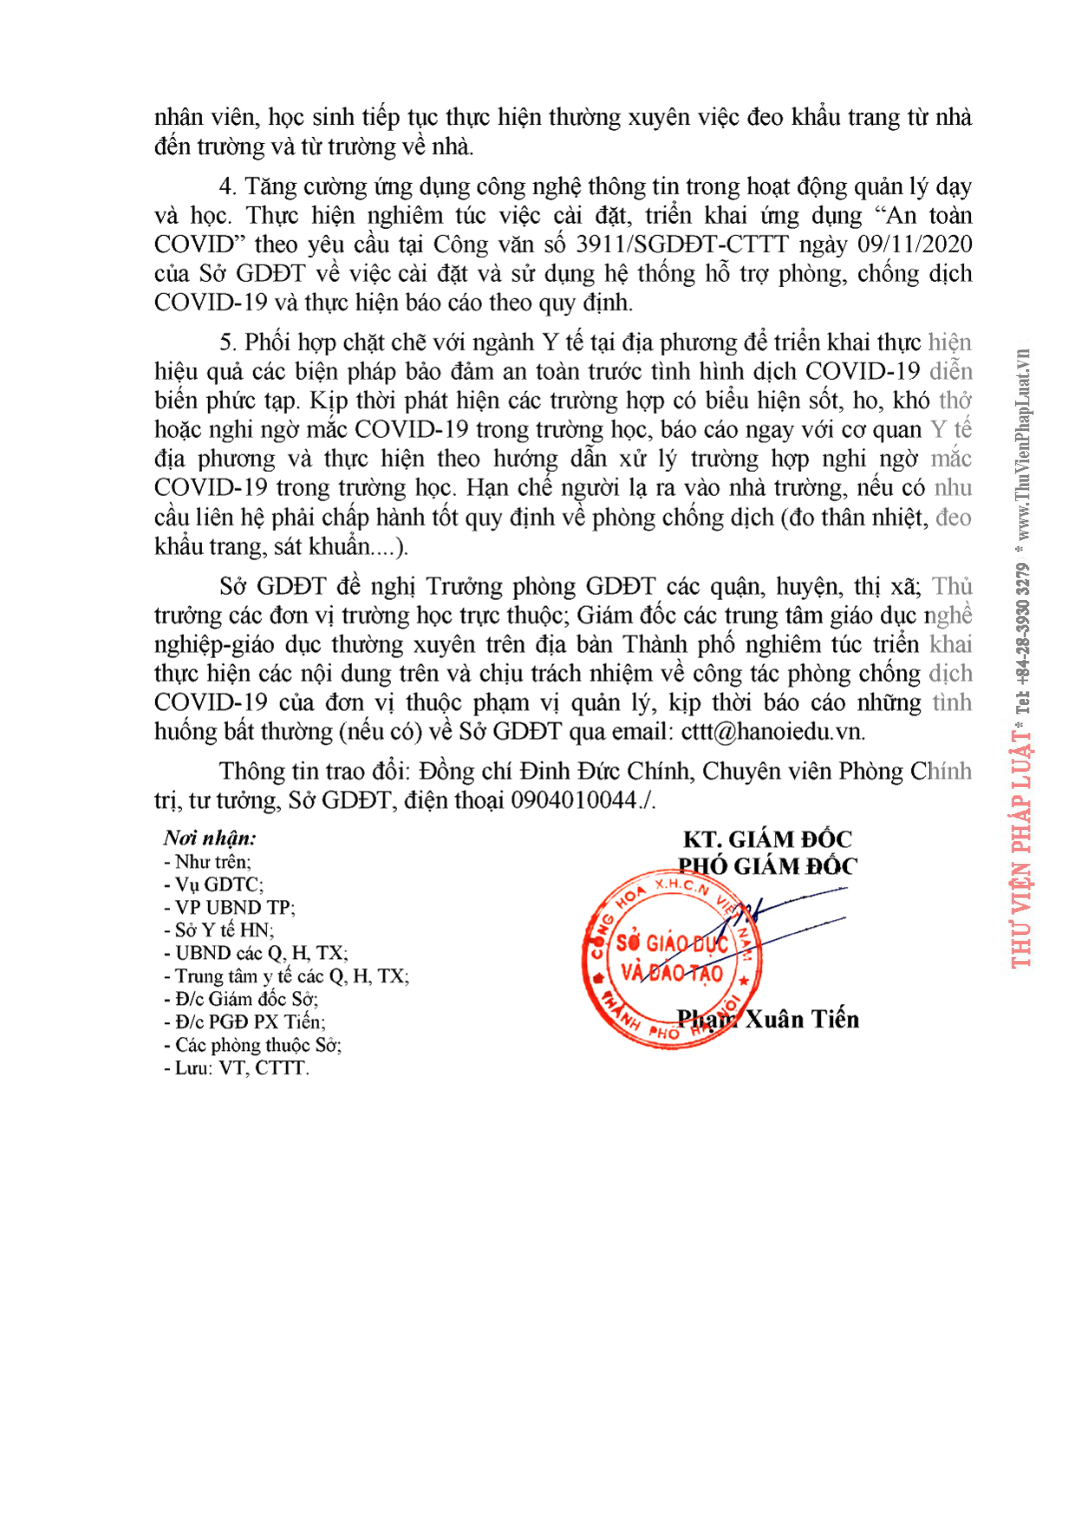 nhân viên, học sinh tiếp tục thực hiện thường xuyên việc đeo khẩu trang từ nhà
đến trường và từ trường về nhà.
4. Tăng cường ứng dụng công nghệ thông tin trong hoạt động quản lý dạy
và học. Thực hiện nghiêm túc việc cài đặt, triển khai ứng dụng “An toàn
COVID” theo yêu cầu tại Công văn số 3911/SGDĐT-CTTT ngày 09/11/2020
của Sở GDĐT về việc cài đặt và sử dụng hệ thống hỗ trợ phòng, chống dịch
COVID-19 và thực hiện báo cáo theo quy định.
5. Phối hợp chặt chẽ với ngành Y tế tại địa phương để triển khai thực hiện
hiệu quả các biện pháp bảo đảm an toàn trước tình hình dịch COVID-19 diễn
biến phức tạp. Kịp thời phát hiện các trường hợp có biểu hiện sốt, ho, khó thở
hoặc nghi ngờ mắc COVID-19 trong trường học, báo cáo ngay với cơ quan Y tế
địa phương và thực hiện theo hướng dẫn xử lý trường hợp nghi ngờ mắc
COVID-19 trong trường học. Hạn chế người lạ ra vào nhà trường, nếu có nhu
cầu liên hệ phải chấp hành tốt quy định về phòng chống dịch (đo thân nhiệt, đeo
khẩu trang, sát khuẩn....).
Sở GDĐT đề nghị Trưởng phòng GDĐT các quận, huyện, thị xã; Thủ
trưởng các đơn vị trường học trực thuộc; Giám đốc các trung tâm giáo dục nghề
nghiệp-giáo dục thường xuyên trên địa bàn Thành phố nghiêm túc triển khai
thực hiện các nội dung trên và chịu trách nhiệm về công tác phòng chống dịch
COVID-19 của đơn vị thuộc phạm vị quản lý, kịp thời báo cáo những tình
huống bất thường (nếu có) về Sở GDĐT qua email: cttt@hanoiedu.vn.
Thông tin trao đổi: Đồng chí Đinh Đức Chính, Chuyên viên Phòng Chính
trị, tư tưởng, Sở GDĐT, điện thoại 0904010044./.
Nơi nhận:
- Như trên;
- Vụ GDTC;
- VP UBND TP;
- Sở Y tế HN;
- UBND các Q, H, TX;
- Trung tâm y tế các Q, H, TX;
- Đ/c Giám đốc Sở;
- Đ/c PGĐ PX Tiến;
- Các phòng thuộc Sở;
- Lưu: VT, CTTT.
KT. GIÁM ĐỐC
PHÓ GIÁM ĐỐC
CỘNG HOA X.H.C.N VIỆT NAM
SỞ GIÁO DỤC
VÀ ĐÀO TẠO
THÀNH PHỐ HÀ NỘI
Phạm Xuân Tiến
THƯ VIỆN PHÁP LUẬT * Tel: +84-28-3930 3279 * www.ThuVienPhapLuat.vn